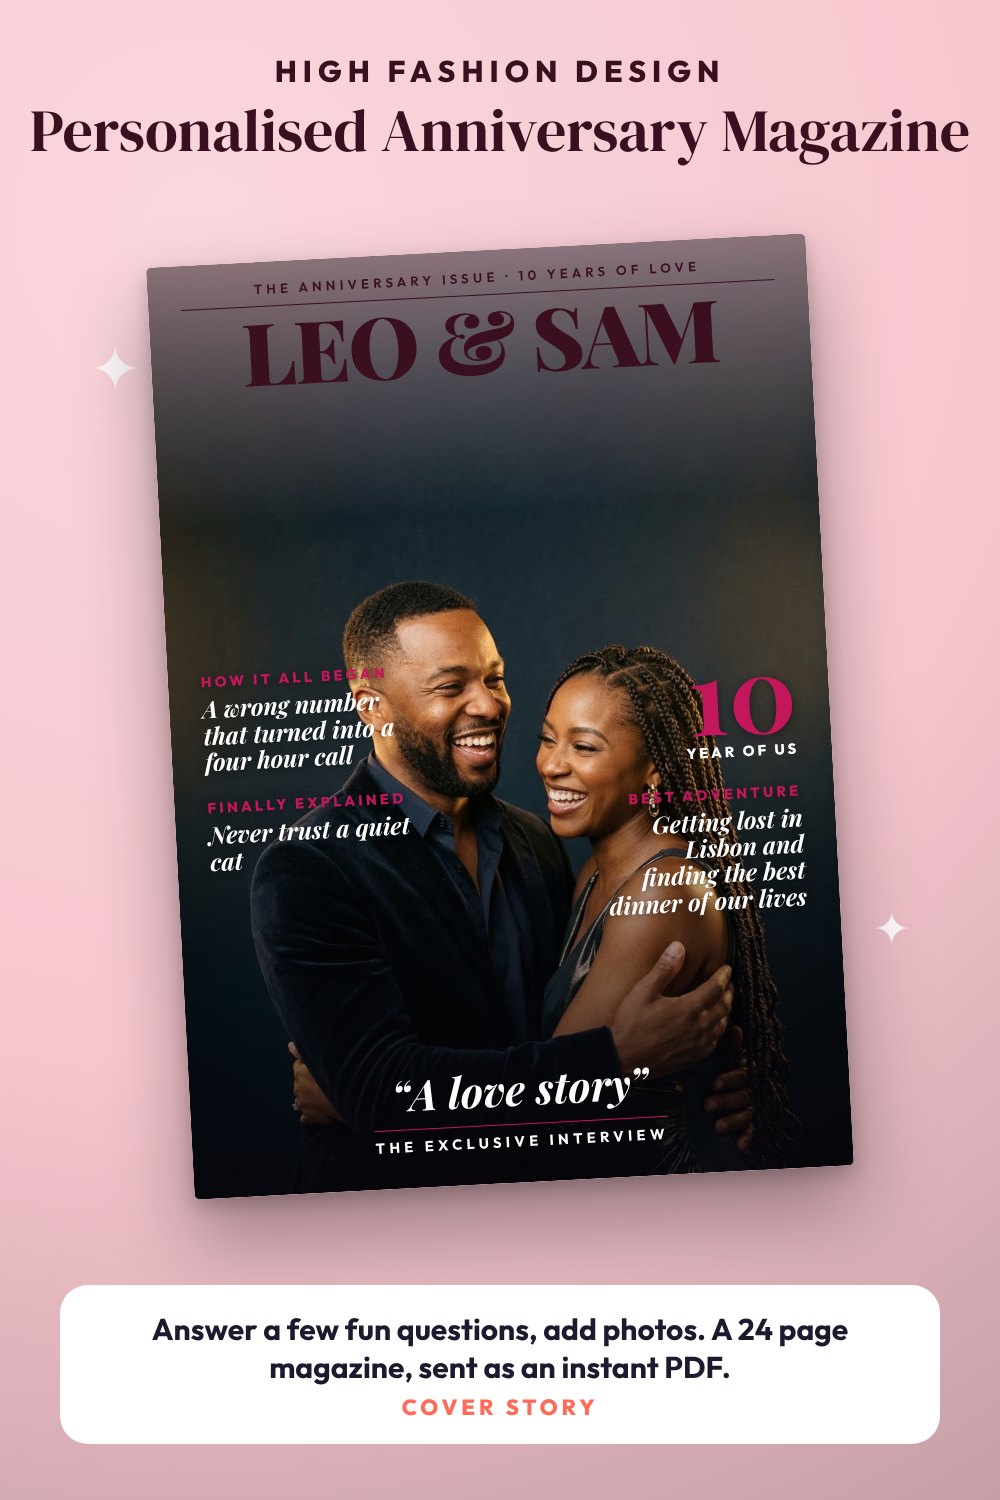 HIGH FASHION DESIGN
Personalised Anniversary Magazine
THE ANNIVERSARY ISSUE · 10 YEARS OF LOVE
LEO & SAM
HOW IT ALL BEGAN
A wrong number
that turned into a
four hour call
FINALLY EXPLAINED
Never trust a quiet
cat
10
YEAR OF US
BEST ADVENTURE
Getting lost in
Lisbon and
finding the best
dinner of our lives
“A love story”
THE EXCLUSIVE INTERVIEW
Answer a few fun questions, add photos. A 24 page
magazine, sent as an instant PDF.
COVER STORY